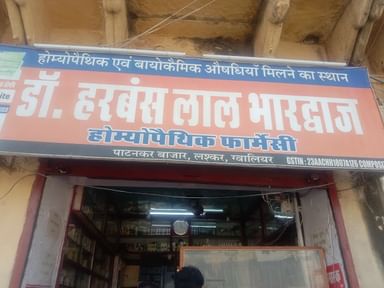 होम्योपैथिक एवं बायोकैमिक औषधियाँ मिलने का स्थान
डॉ. हरबंस लाल भारद्वाज
होम्योपैथिक फार्मेसी
पाटनकर बाजार, लश्कर, ग्वालियर